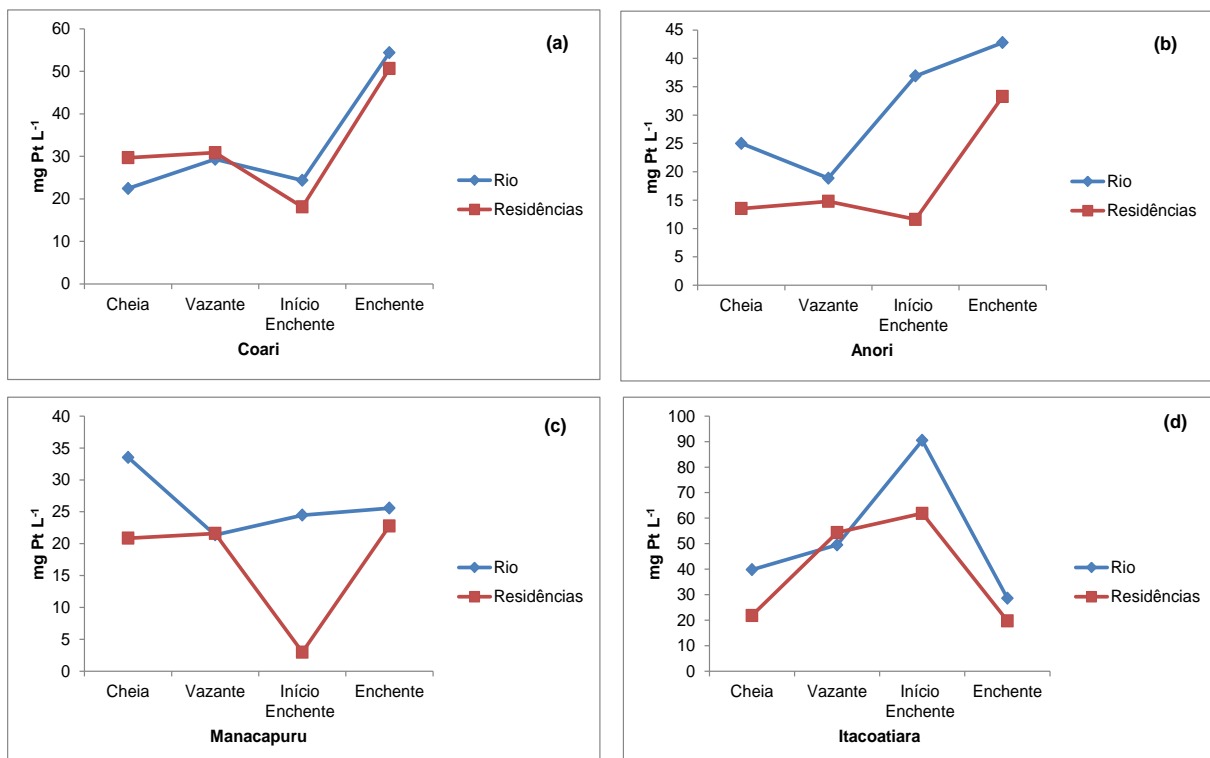 (a)
60
50
40
30
20
10
0
mg Pt L⁻¹
Cheia Vazante Início Enchente
Enchente
Coari
Rio
Residências
(b)
45
40
35
30
25
20
15
10
5
0
mg Pt L⁻¹
Cheia Vazante Início Enchente
Enchente
Anori
Rio
Residências
(c)
40
35
30
25
20
15
10
5
0
mg Pt L⁻¹
Cheia Vazante Início Enchente
Enchente
Manacapuru
Rio
Residências
(d)
100
90
80
70
60
50
40
30
20
10
0
mg Pt L⁻¹
Cheia Vazante Início Enchente
Enchente
Itacoatiara
Rio
Residências